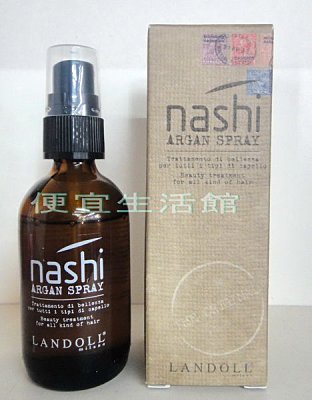 nashi
ARGAN SPRAY
Trattamento di bellezza
per tutti i tipi di capello
Beauty treatment
for all kind of hair
LANDOLL
便宜生活館
nashi
ARGAN SPRAY
Trattamento di bellezza
per tutti i tipi di capello
Beauty treatment
for all kind of hair
LANDOLL®
milano